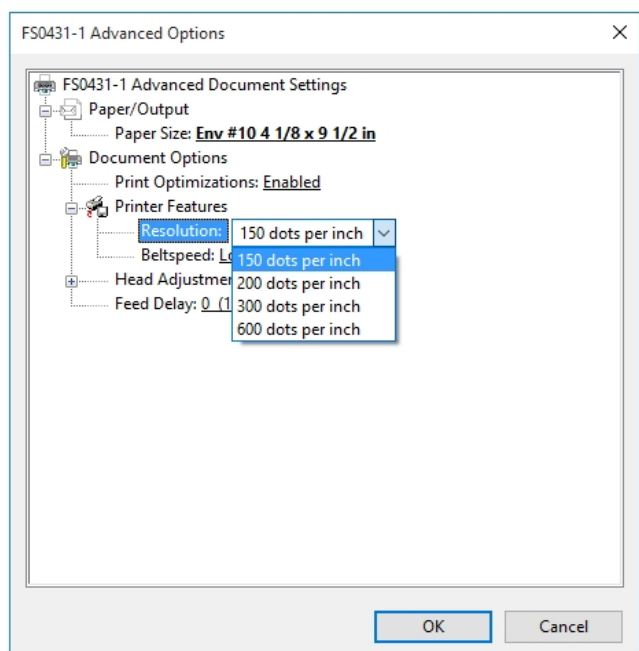 FS0431-1 Advanced Options
FS0431-1 Advanced Document Settings
Paper/Output
Paper Size: Env #10 4 1/8 x 9 1/2 in
Document Options
Print Optimizations: Enabled
Printer Features
Resolution: 150 dots per inch
Beltspeed:
150 dots per inch
Head
200 dots per inch
Feed Delay: 0
300 dots per inch
600 dots per inch
OK Cancel